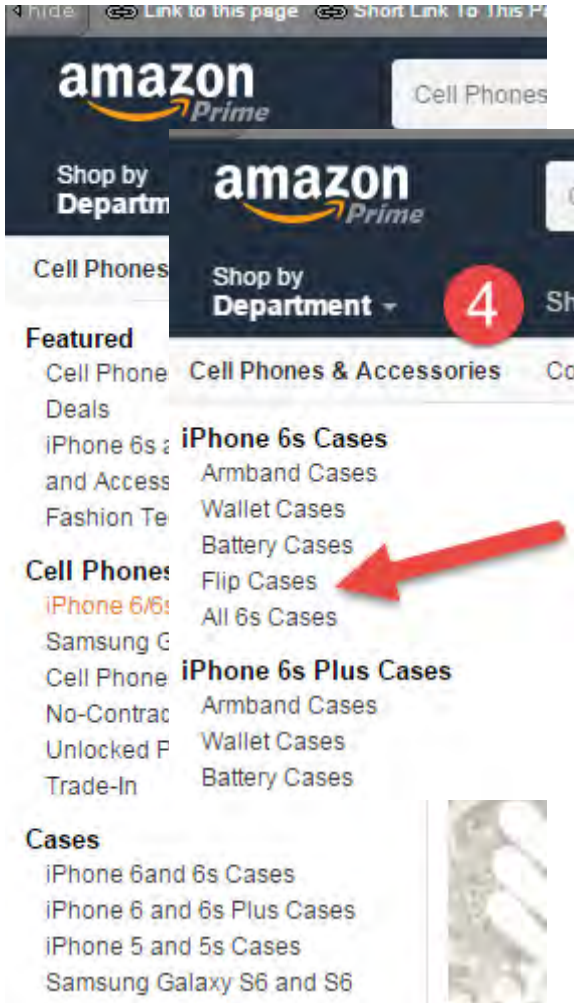 hide Link to this page Short Link To This
amazon
Prime
Cell Phones
Shop by
Cell Phones
Featured
Cell Phone
Deals
iPhone 6s
and Access
Fashion Te
Cell Phones
iPhone 6/6s
Samsung G
Cell Phone
No-Contrac
Unlocked P
Trade-In
Cases
iPhone 6and 6s Cases
iPhone 6 and 6s Plus Cases
iPhone 5 and 5s Cases
Samsung Galaxy S6 and S6
amazon
Prime
Shop by
Department
4
Sh
Cell Phones & Accessories
Co
iPhone 6s Cases
Armband Cases
Wallet Cases
Battery Cases
Flip Cases
All 6s Cases
iPhone 6s Plus Cases
Armband Cases
Wallet Cases
Battery Cases